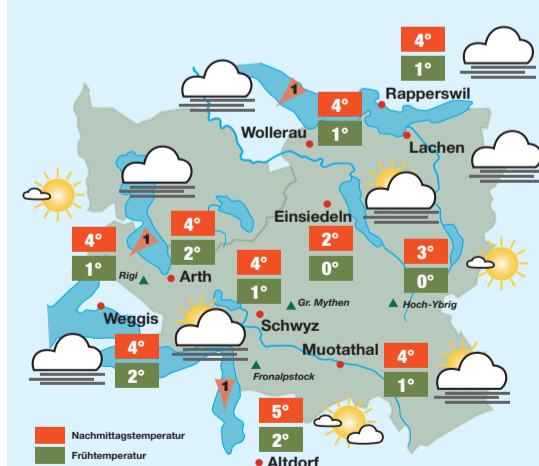 4°
1°
Rapperswil
1
4°
1°
Wollerau
Lachen
Einsiedeln
2°
0°
4°
2°
4°
1°
1
Rigi
Arth
3°
0°
4°
1°
Gr. Mythen
Hoch-Ybrig
Weggis
Schwyz
4°
2°
Muotathal
4°
1°
Fronalpstock
1
5°
2°
Altdorf
Nachmittagstemperatur
Frühtemperatur